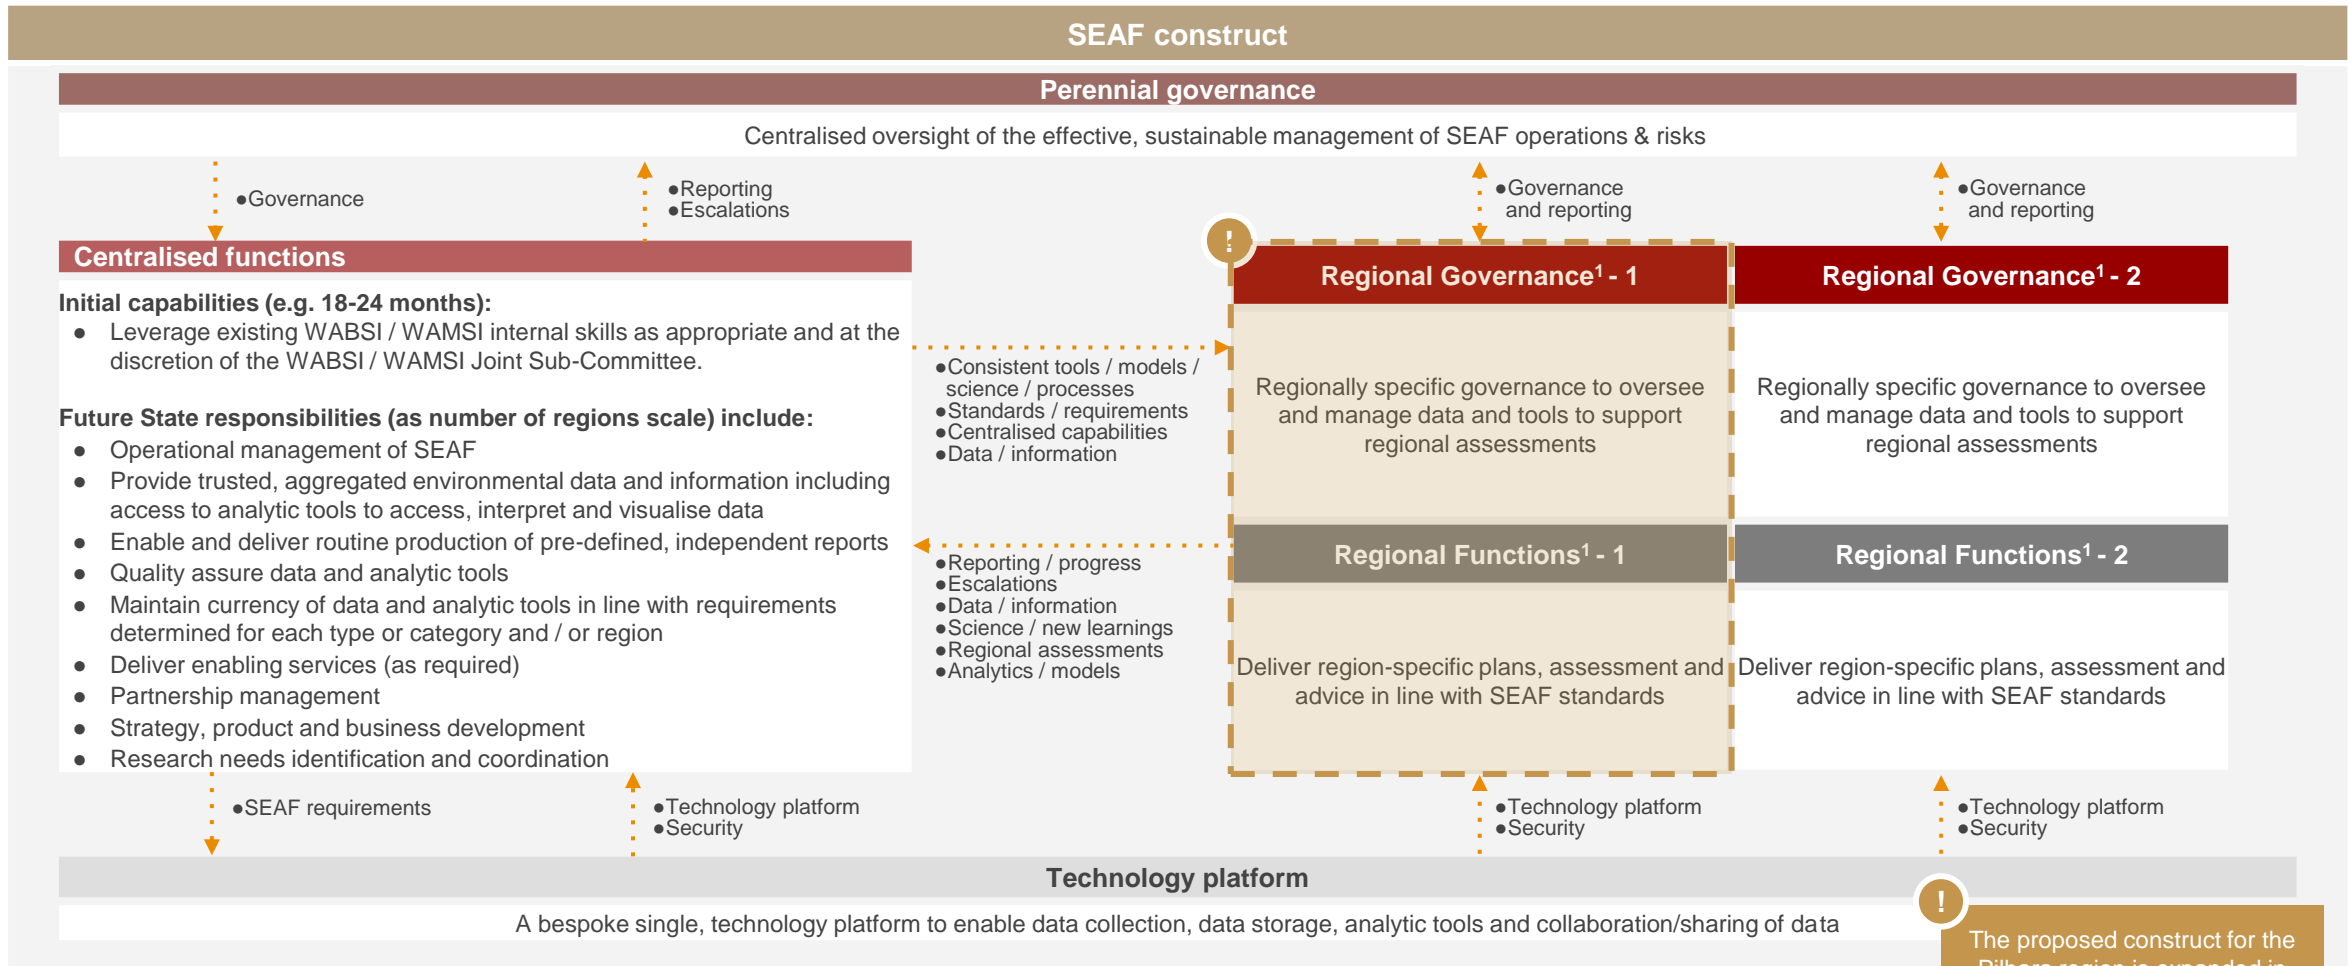 SEAF construct
Perennial governance
Centralised oversight of the effective, sustainable management of SEAF operations & risks
●Governance
●Reporting
●Escalations
●Governance
and reporting
●Governance
and reporting
Centralised functions
Initial capabilities (e.g. 18-24 months):
● Leverage existing WABSI / WAMSI internal skills as appropriate and at the
discretion of the WABSI / WAMSI Joint Sub-Committee.
Future State responsibilities (as number of regions scale) include:
● Operational management of SEAF
● Provide trusted, aggregated environmental data and information including
access to analytic tools to access, interpret and visualise data
● Enable and deliver routine production of pre-defined, independent reports
● Quality assure data and analytic tools
● Maintain currency of data and analytic tools in line with requirements
determined for each type or category and / or region
● Deliver enabling services (as required)
● Partnership management
● Strategy, product and business development
● Research needs identification and coordination
●Consistent tools / models /
science / processes
●Standards / requirements
●Centralised capabilities
●Data / information
●Reporting / progress
●Escalations
●Data / information
●Science / new learnings
●Regional assessments
●Analytics / models
!
Regional Governance¹ - 1
Regionally specific governance to oversee
and manage data and tools to support
regional assessments
Regional Functions¹ - 1
Deliver region-specific plans, assessment and
advice in line with SEAF standards
Regional Governance¹ - 2
Regionally specific governance to oversee
and manage data and tools to support
regional assessments
Regional Functions¹ - 2
Deliver region-specific plans, assessment and
advice in line with SEAF standards
●SEAF requirements
●Technology platform
●Security
●Technology platform
●Security
●Technology platform
●Security
Technology platform
A bespoke single, technology platform to enable data collection, data storage, analytic tools and collaboration/sharing of data
!
The proposed construct for the
Pilbara region is expanded in